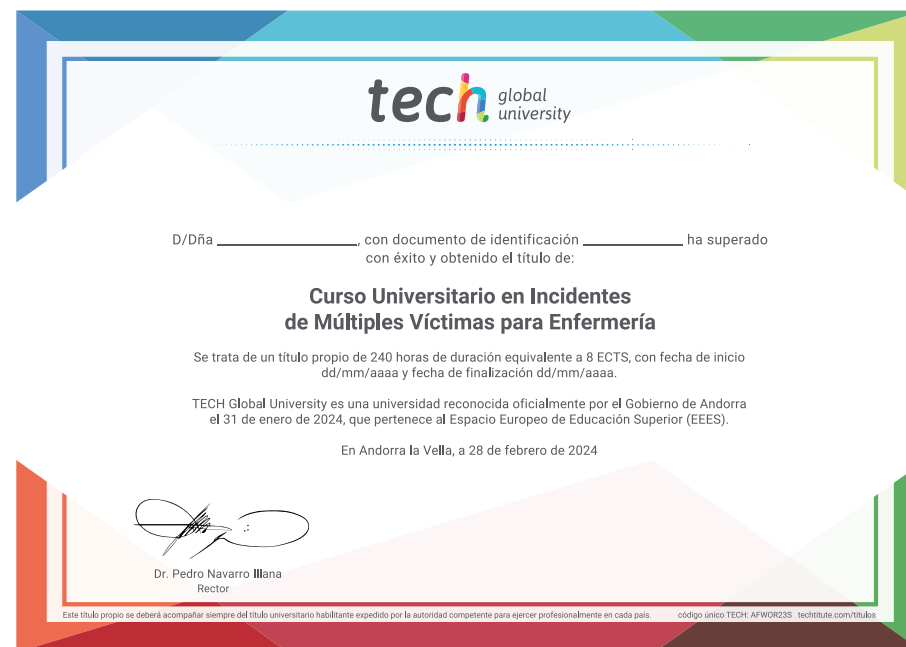 tech global university
D/Dña ________________, con documento de identificación ____________ ha superado
con éxito y obtenido el título de:
Curso Universitario en Incidentes
de Múltiples Víctimas para Enfermería
Se trata de un título propio de 240 horas de duración equivalente a 8 ECTS, con fecha de inicio
dd/mm/aaaa y fecha de finalización dd/mm/aaaa.
TECH Global University es una universidad reconocida oficialmente por el Gobierno de Andorra
el 31 de enero de 2024, que pertenece al Espacio Europeo de Educación Superior (EEES).
En Andorra la Vella, a 28 de febrero de 2024
Dr. Pedro Navarro Illana
Rector
Este título propio se deberá acompañar siempre del título universitario habilitante expedido por la autoridad competente para ejercer profesionalmente en cada país. código único TECH: AFWOR23S techtitute.com/titulos